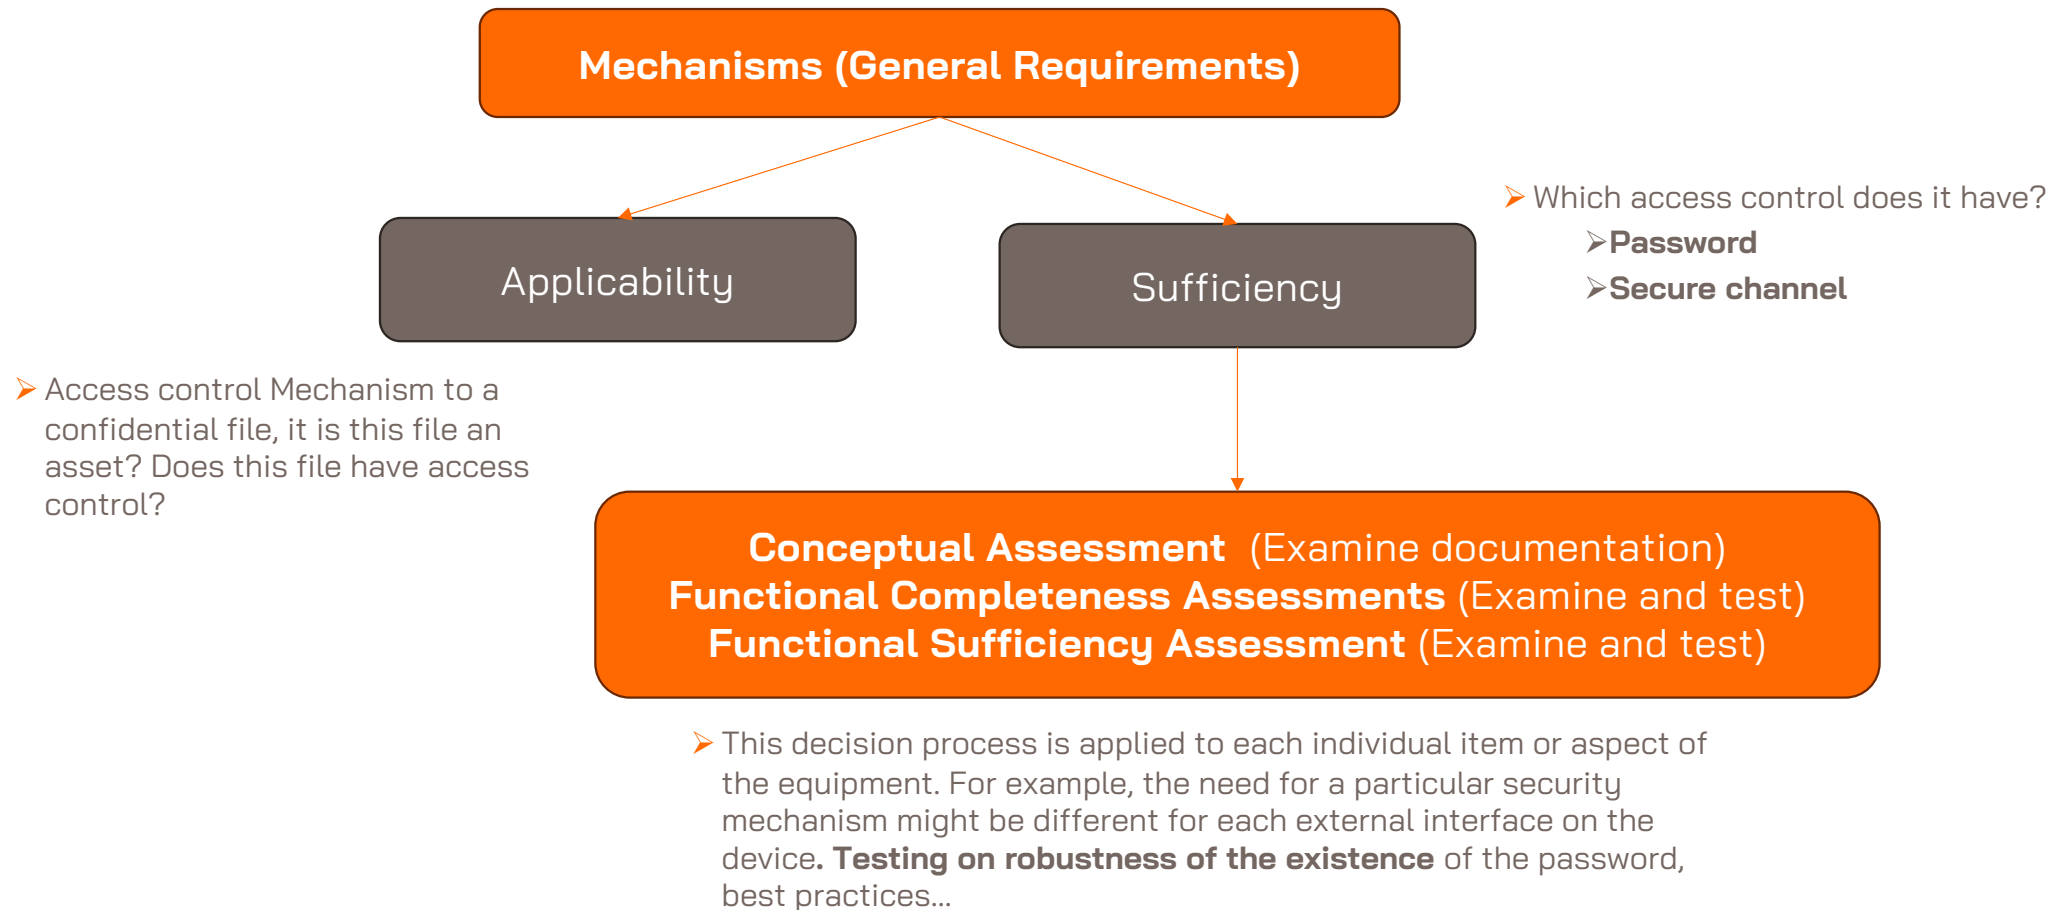 Mechanisms (General Requirements)
Applicability
Sufficiency
Which access control does it have?
Password
Secure channel
Access control Mechanism to a
confidential file, it is this file an
asset? Does this file have access
control?
Conceptual Assessment (Examine documentation)
Functional Completeness Assessments (Examine and test)
Functional Sufficiency Assessment (Examine and test)
This decision process is applied to each individual item or aspect of
the equipment. For example, the need for a particular security
mechanism might be different for each external interface on the
device. Testing on robustness of the existence of the password,
best practices...